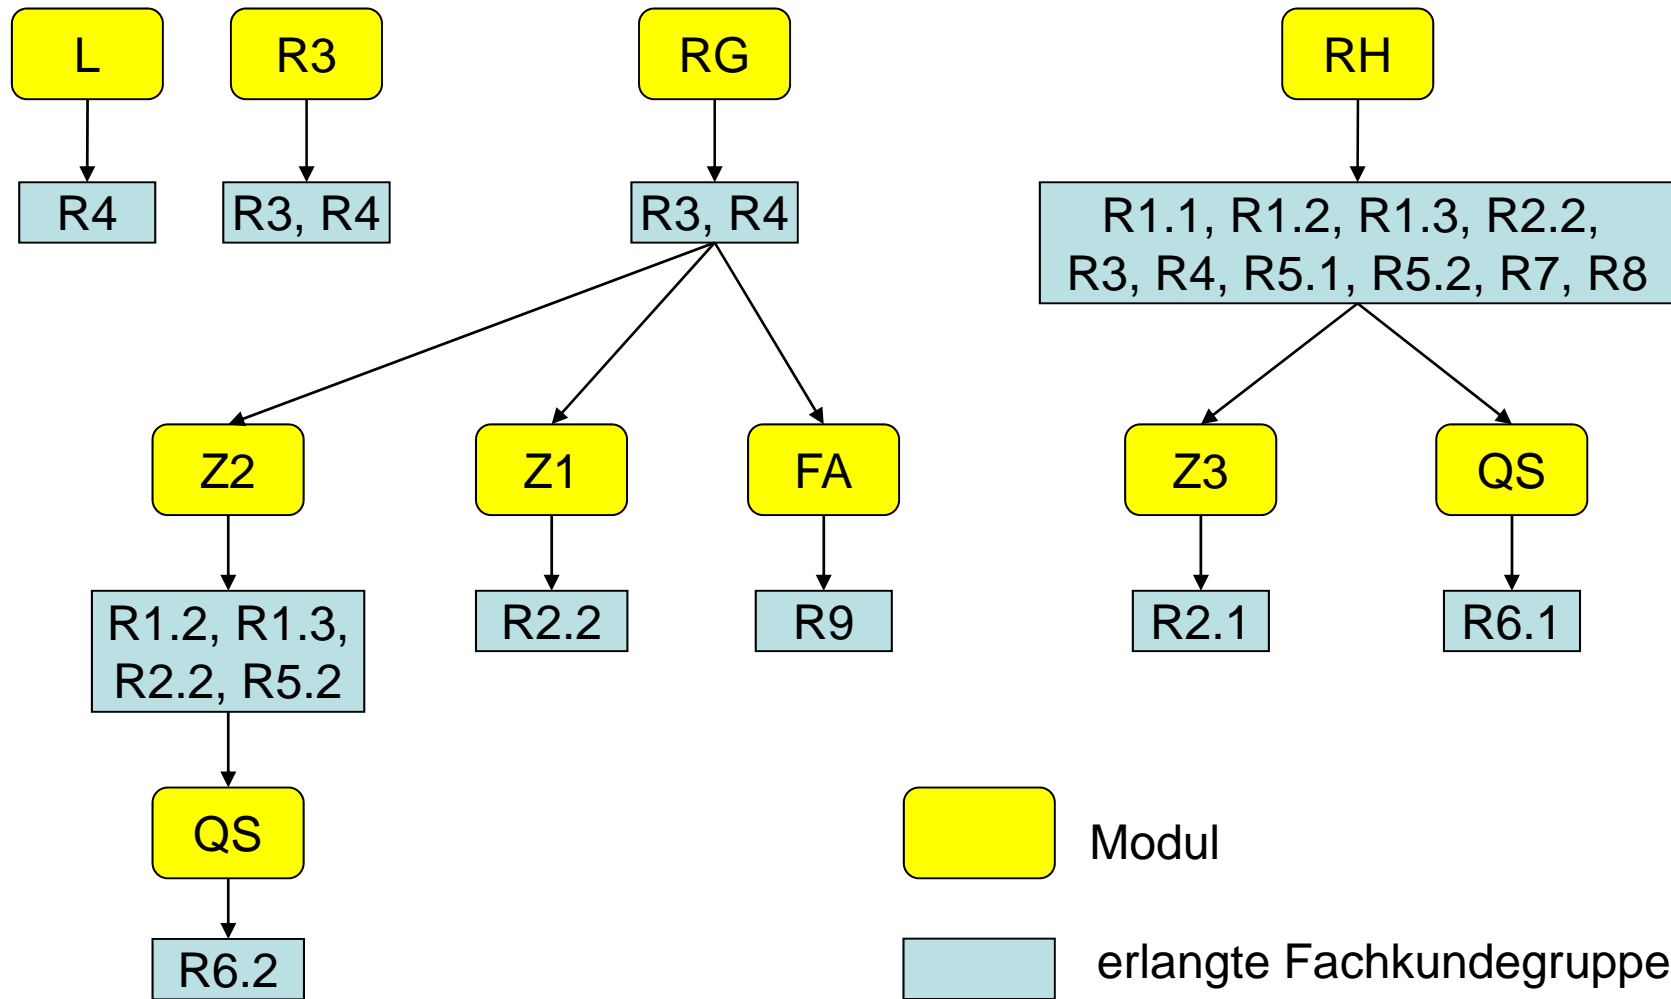 L
R3
RG
RH
R4
R3, R4
R3, R4
R1.1, R1.2, R1.3, R2.2,
R3, R4, R5.1, R5.2, R7, R8
Z2
Z1
FA
Z3
QS
R1.2, R1.3,
R2.2, R5.2
R2.2
R9
R2.1
R6.1
QS
R6.2
Modul
erlangte Fachkundegruppe